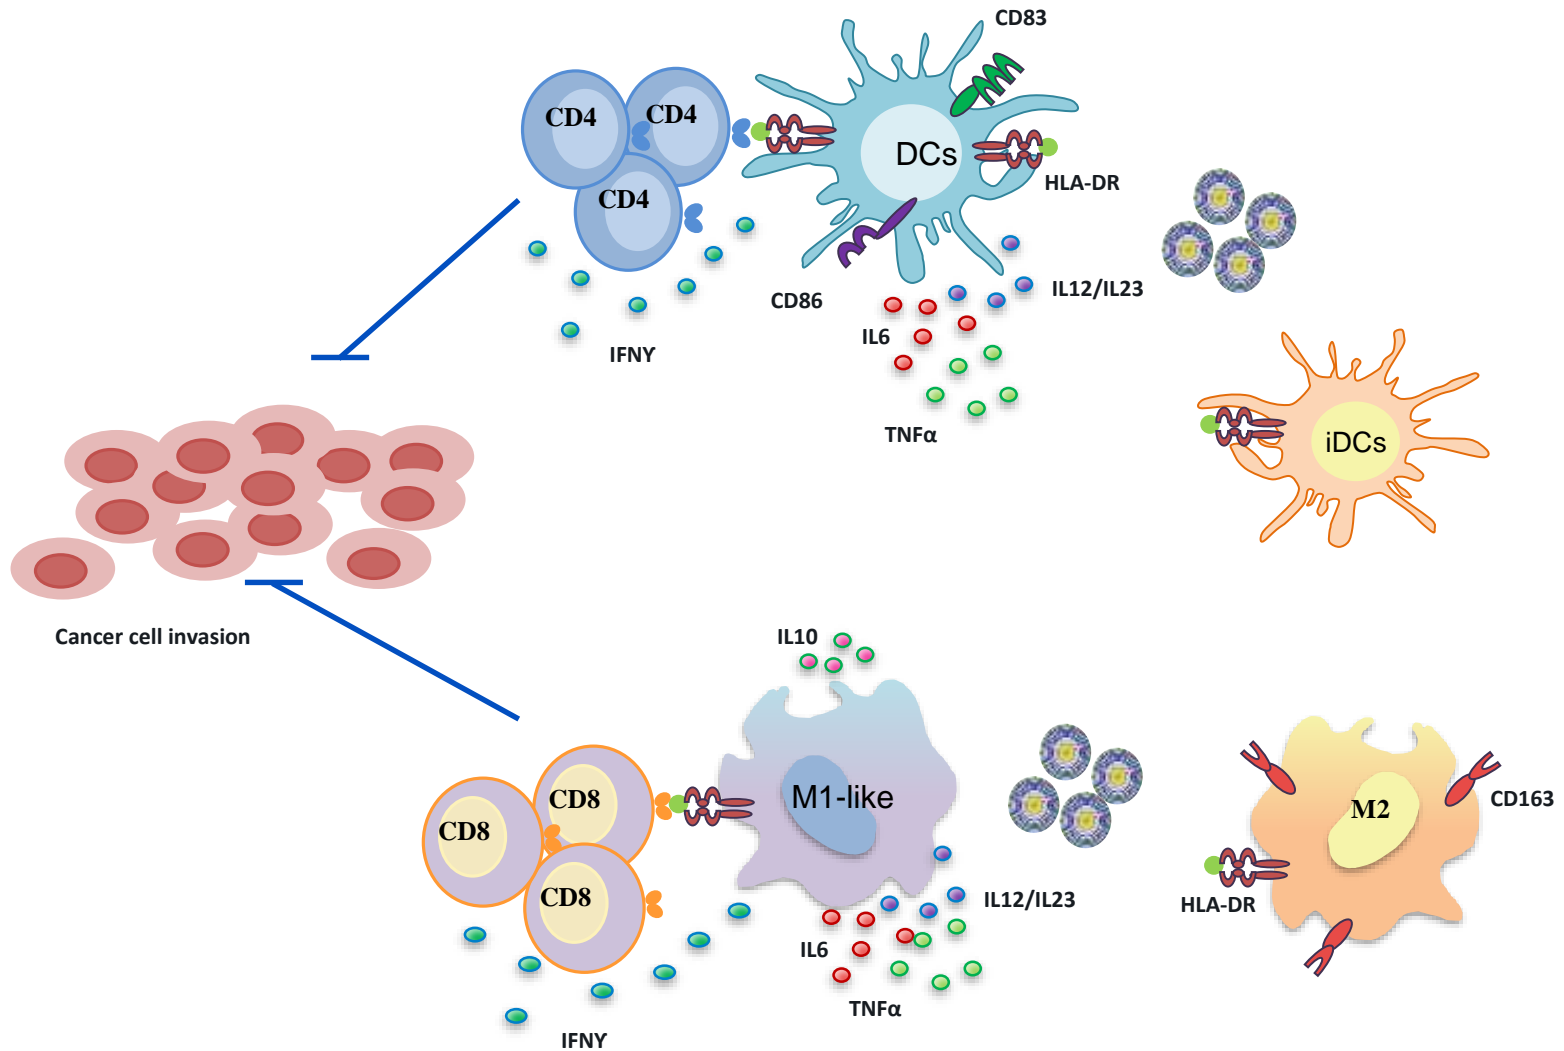 CD83
CD4
CD4
DCs
HLA-DR
CD4
CD86
IL12/IL23
IL6
IFNY
TNFα
iDCs
Cancer cell invasion
IL10
CD8
M1-like
CD163
M2
CD8
CD8
HLA-DR
IL12/IL23
IL6
TNFα
IFNY